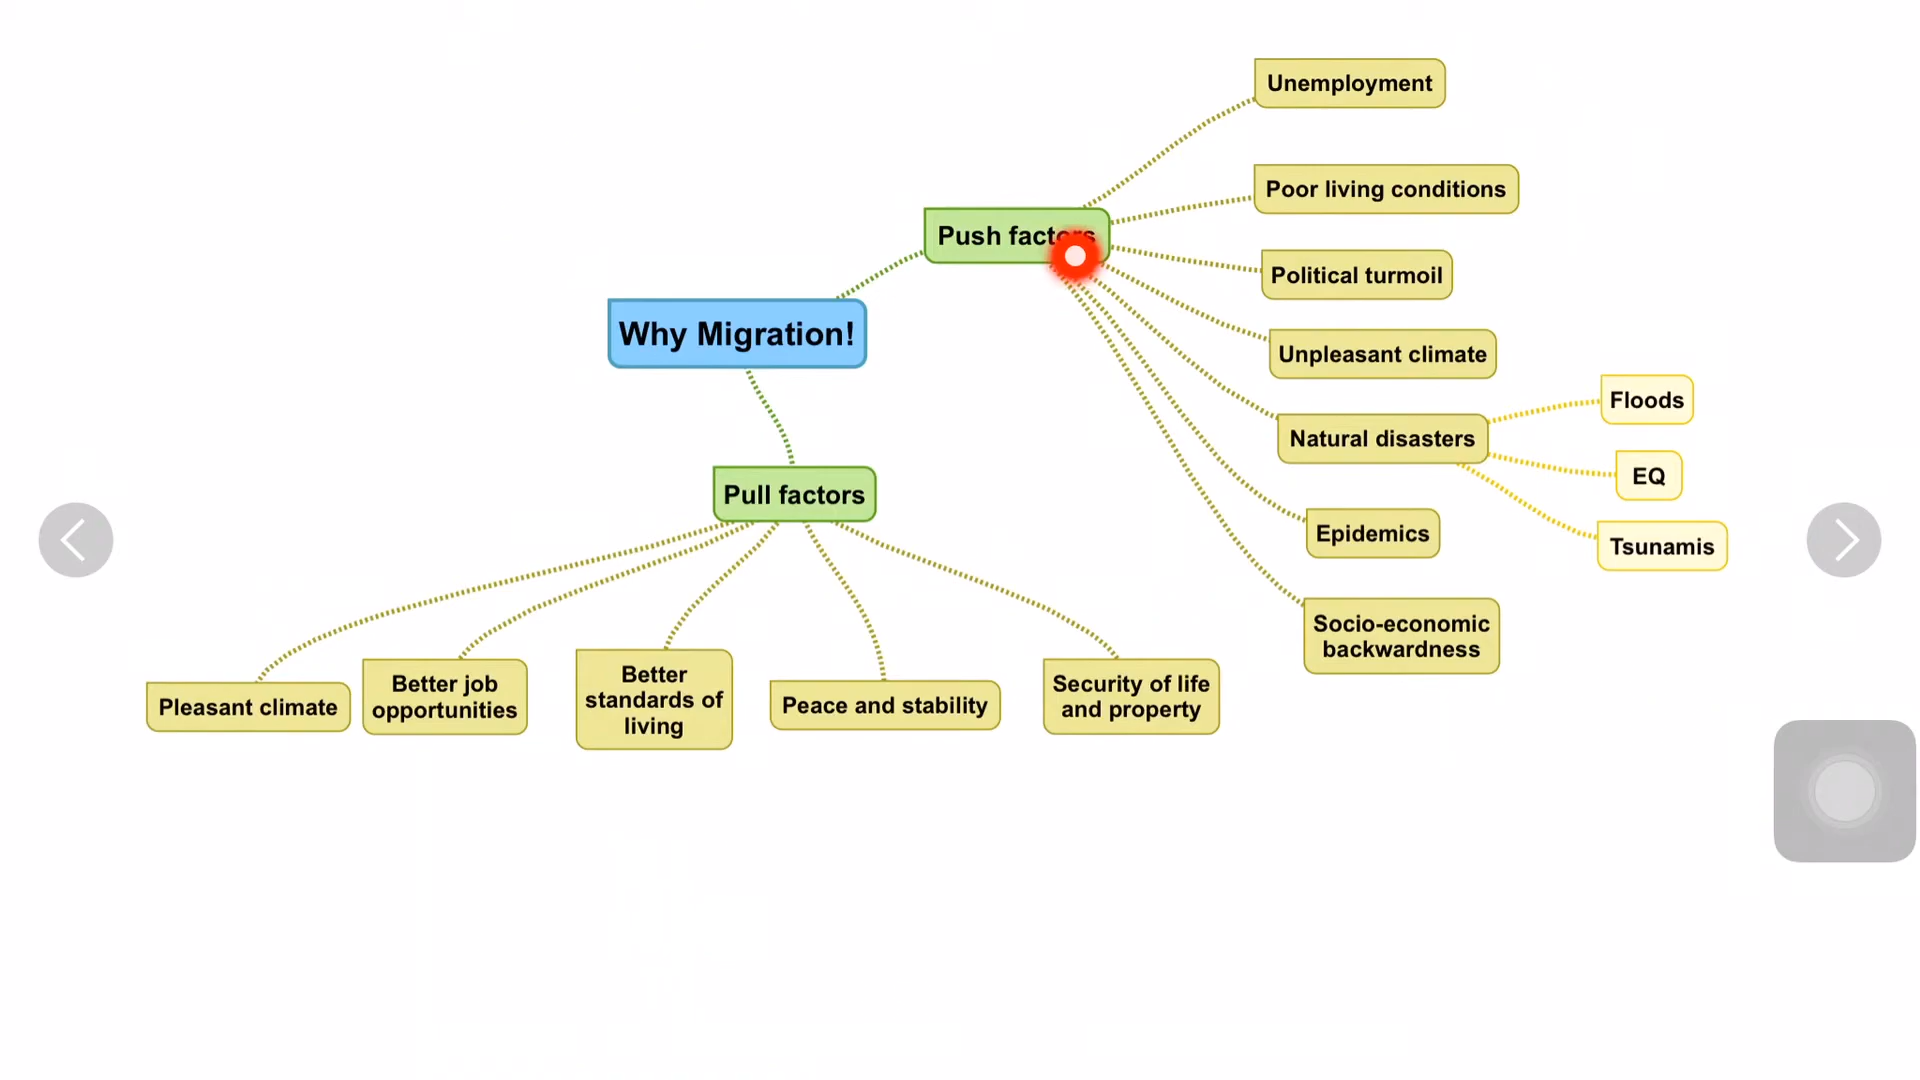 Unemployment
Poor living conditions
Push factors
Political turmoil
Why Migration!
Unpleasant climate
Floods
Natural disasters
EQ
Pull factors
Epidemics
Tsunamis
Socio-economic
backwardness
Pleasant climate
Better job
opportunities
Better
standards of
living
Peace and stability
Security of life
and property